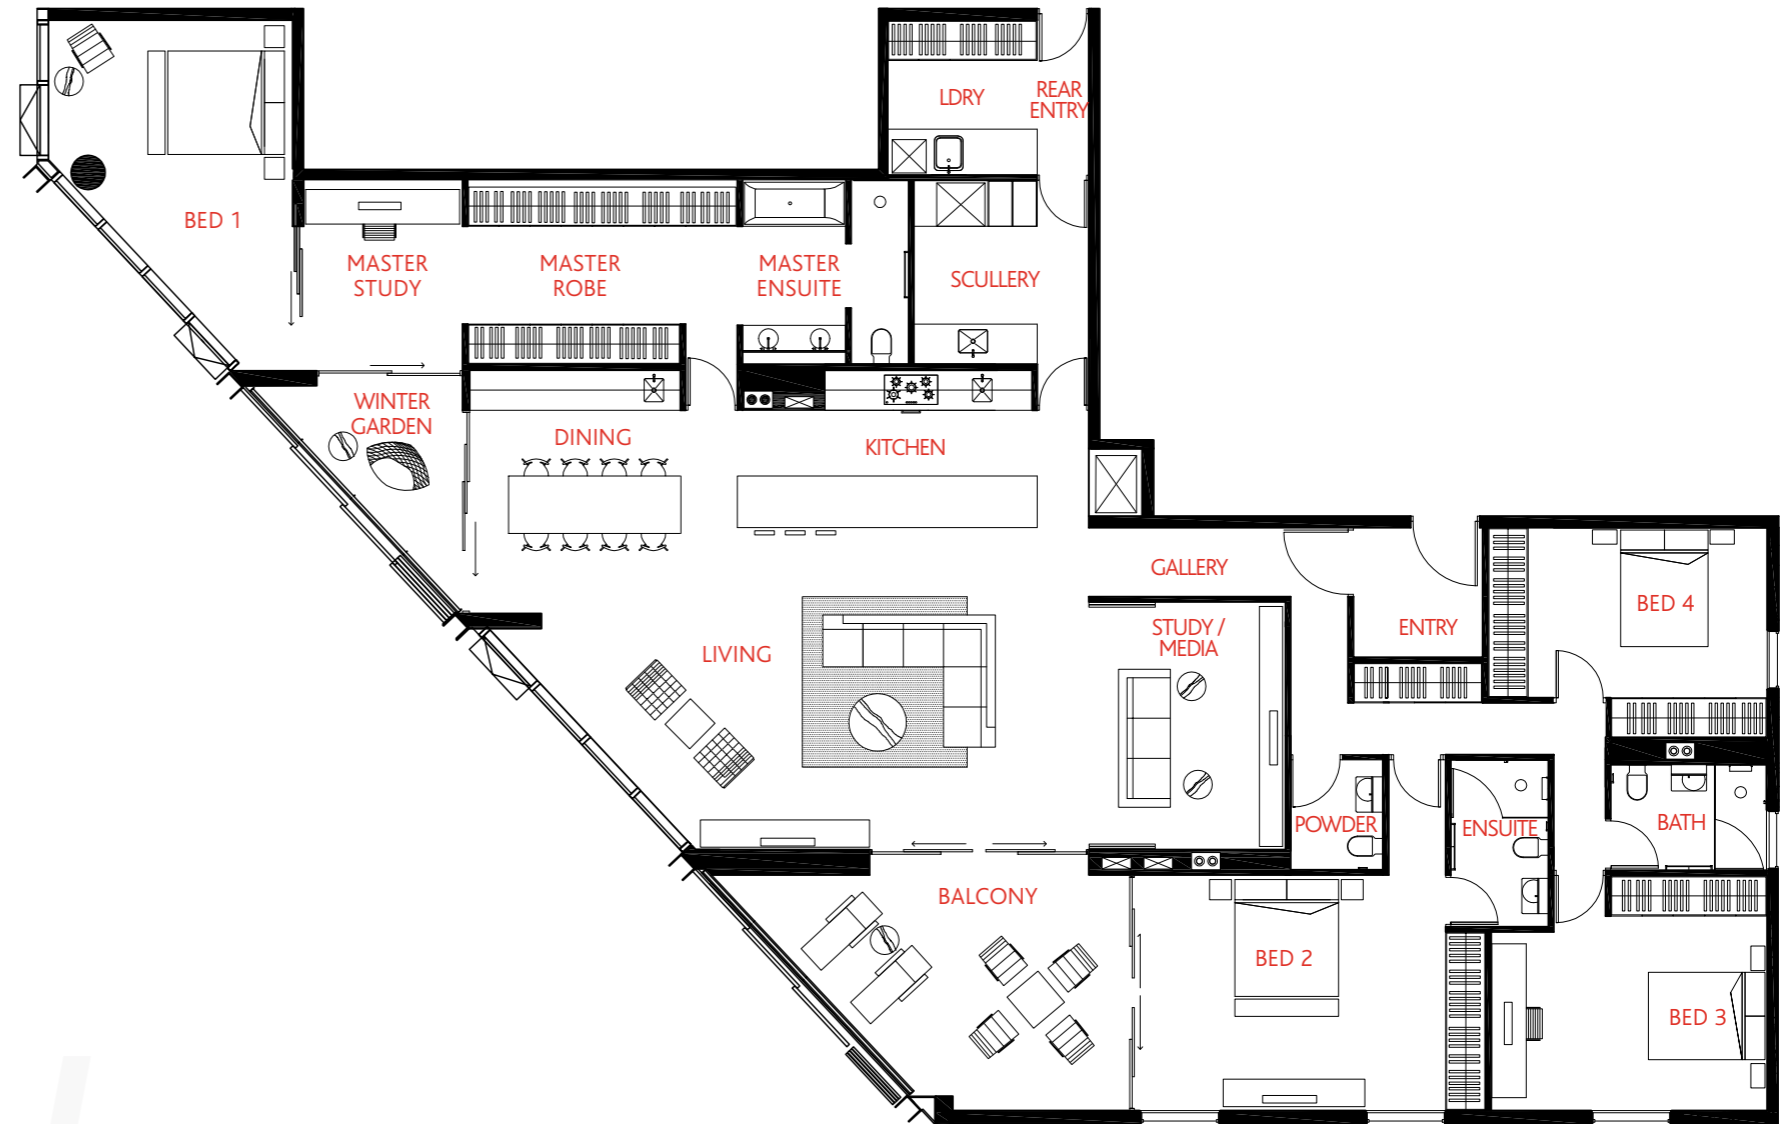 LDRY
REAR
ENTRY
BED 1
MASTER
STUDY
MASTER
ROBE
MASTER
ENSUITE
SCULLERY
WINTER
GARDEN
DINING
KITCHEN
GALLERY
BED 4
ENTRY
STUDY /
MEDIA
LIVING
POWDER
ENSUITE
BATH
BALCONY
BED 2
BED 3